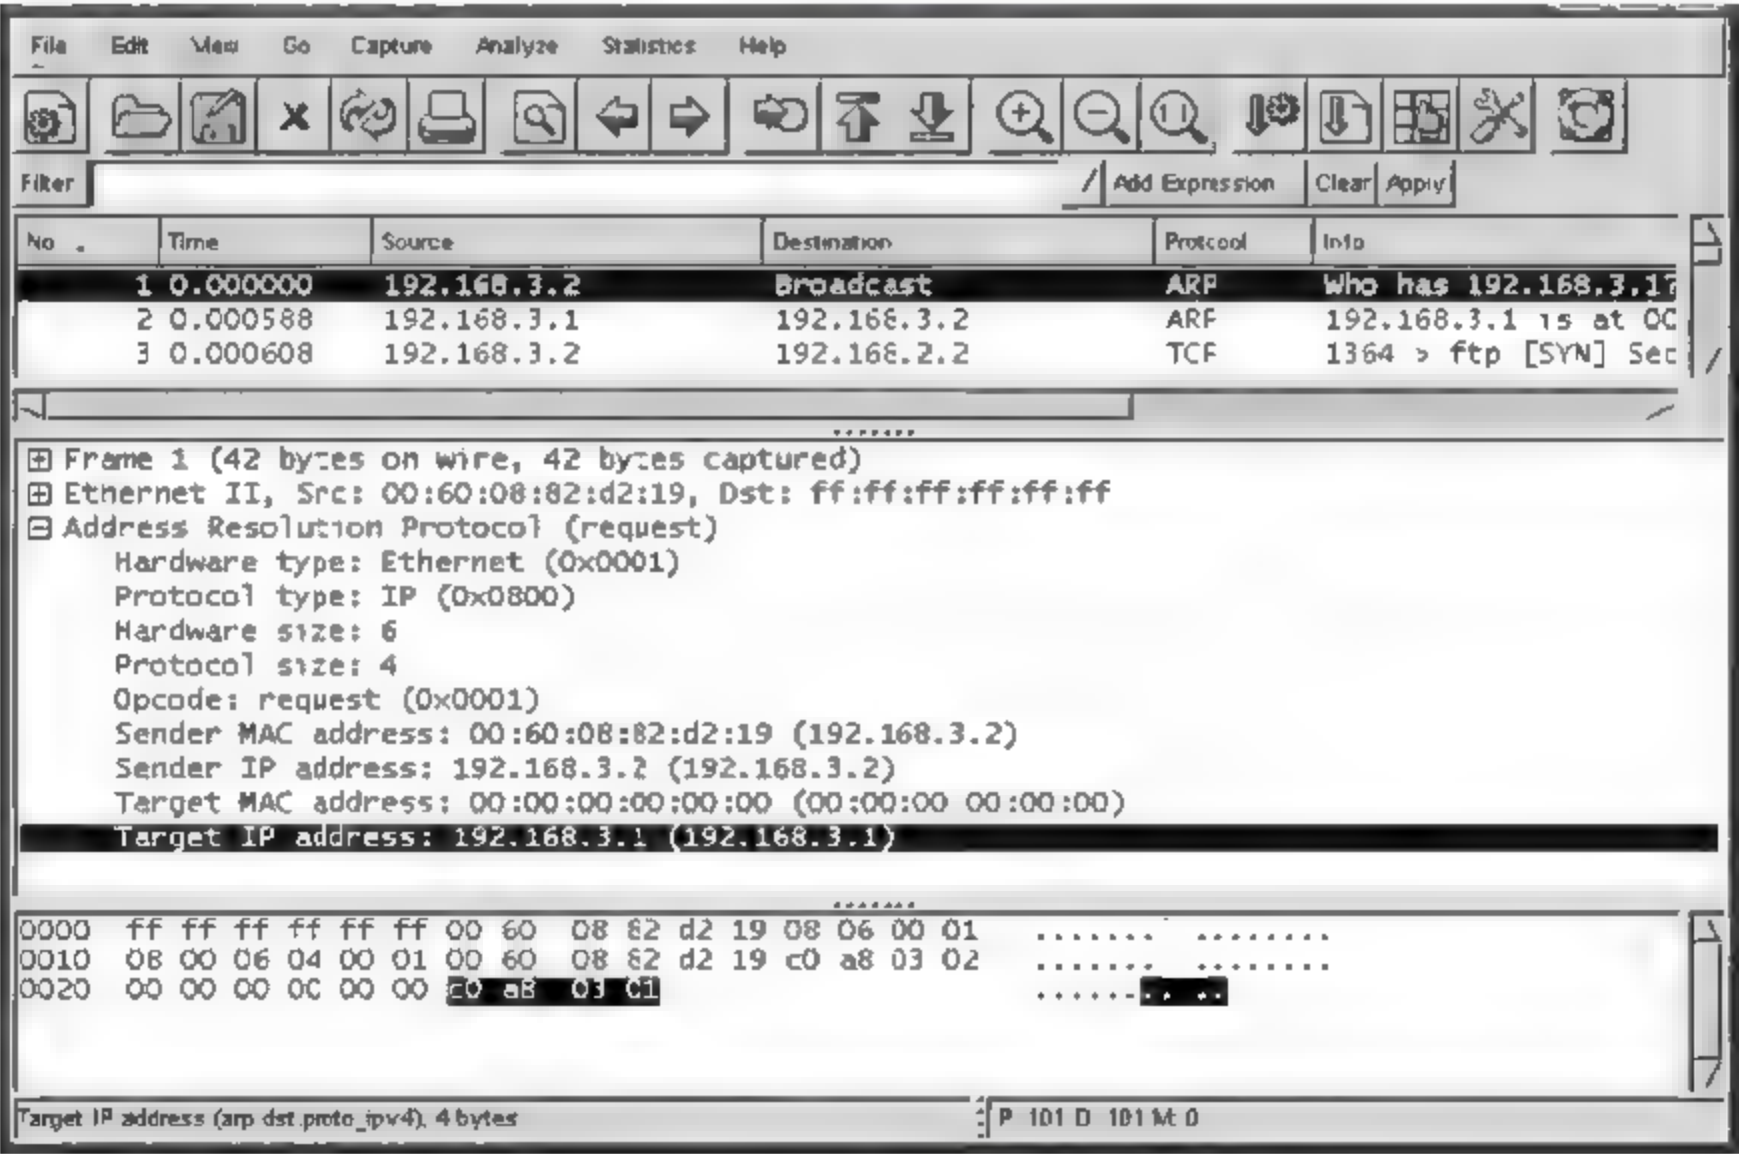 File Edit View Go Capture Analyze Statistics Help
Filter / Add Expression Clear Apply
No . Time Source Destination Protcool Info
1 0.000000 192.168.3.2 Broadcast ARP Who has 192.168.3.1?
2 0.000588 192.168.3.1 192.168.3.2 ARP 192.168.3.1 is at 00
3 0.000608 192.168.3.2 192.168.2.2 TCP 1364 > ftp [SYN] Sec
Frame 1 (42 bytes on wire, 42 bytes captured)
Ethernet II, Src: 00:60:08:82:d2:19, Dst: ff:ff:ff:ff:ff:ff
Address Resolution Protocol (request)
Hardware type: Ethernet (0x0001)
Protocol type: IP (0x0800)
Hardware size: 6
Protocol size: 4
Opcode: request (0x0001)
Sender MAC address: 00:60:08:82:d2:19 (192.168.3.2)
Sender IP address: 192.168.3.2 (192.168.3.2)
Target MAC address: 00:00:00:00:00:00 (00:00:00 00:00:00)
Target IP address: 192.168.3.1 (192.168.3.1)
0000 ff ff ff ff ff ff 00 60 08 82 d2 19 08 06 00 01 ....... ........
0010 08 00 06 04 00 01 00 60 08 82 d2 19 c0 a8 03 02 ....... ........
0020 00 00 00 00 00 00 c0 a8 03 01 ...... .. ..
Target IP address (arp dst.proto_ipv4), 4 bytes P 101 D 101 M: 0